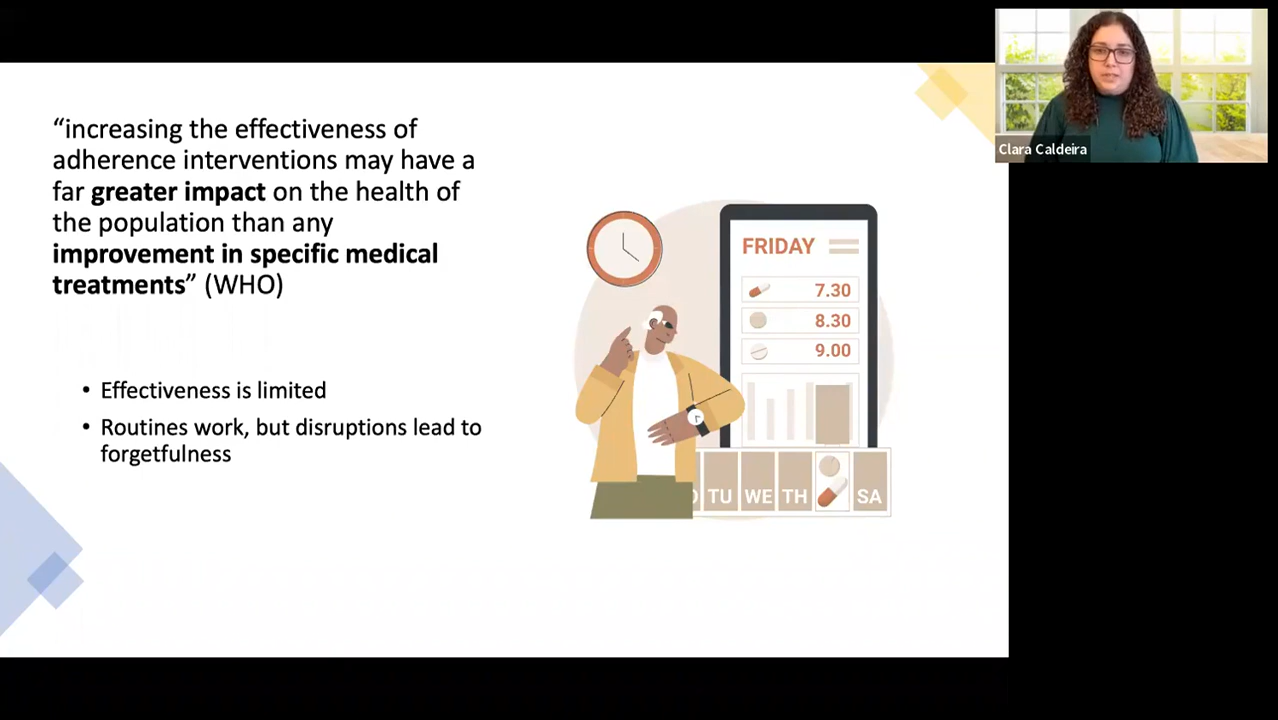 “increasing the effectiveness of
adherence interventions may have a
far greater impact on the health of
the population than any
improvement in specific medical
treatments” (WHO)
• Effectiveness is limited
• Routines work, but disruptions lead to
forgetfulness
FRIDAY
7.30
8.30
9.00
TU WE TH SA
Clara Caldeira